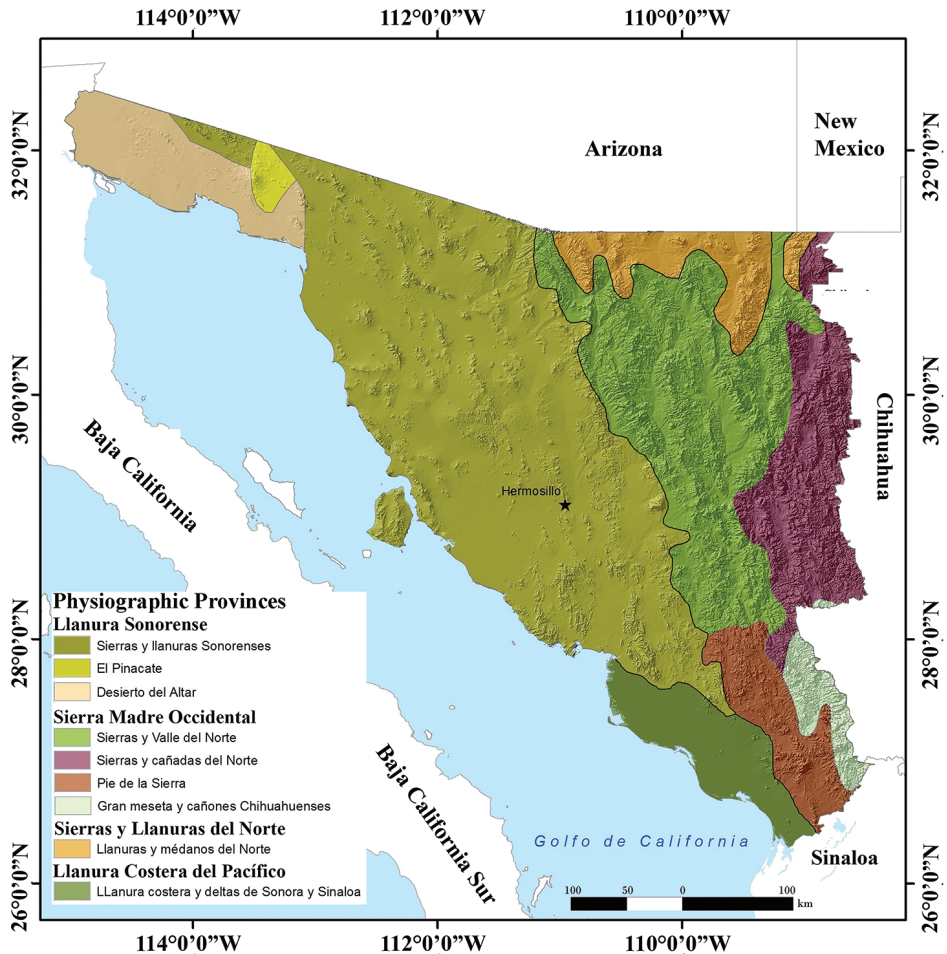 114°0'0"W 112°0'0"W 110°0'0"W
32°0'0"N
30°0'0"N
28°0'0"N
26°0'0"N
32°0'0"N
30°0'0"N
28°0'0"N
26°0'0"N
Arizona
New
Mexico
Chihuahua
Baja California
Hermosillo
Physiographic Provinces
Llanura Sonorense
Sierras y llanuras Sonorenses
El Pinacate
Desierto del Altar
Sierra Madre Occidental
Sierras y Valle del Norte
Sierras y cañadas del Norte
Pie de la Sierra
Gran meseta y cañones Chihuahuenses
Sierras y Llanuras del Norte
Llanuras y médanos del Norte
Llanura Costera del Pacífico
LLanura costera y deltas de Sonora y Sinaloa
Baja California Sur
Golfo de California
Sinaloa
100 50 0 100
km
114°0'0"W 112°0'0"W 110°0'0"W